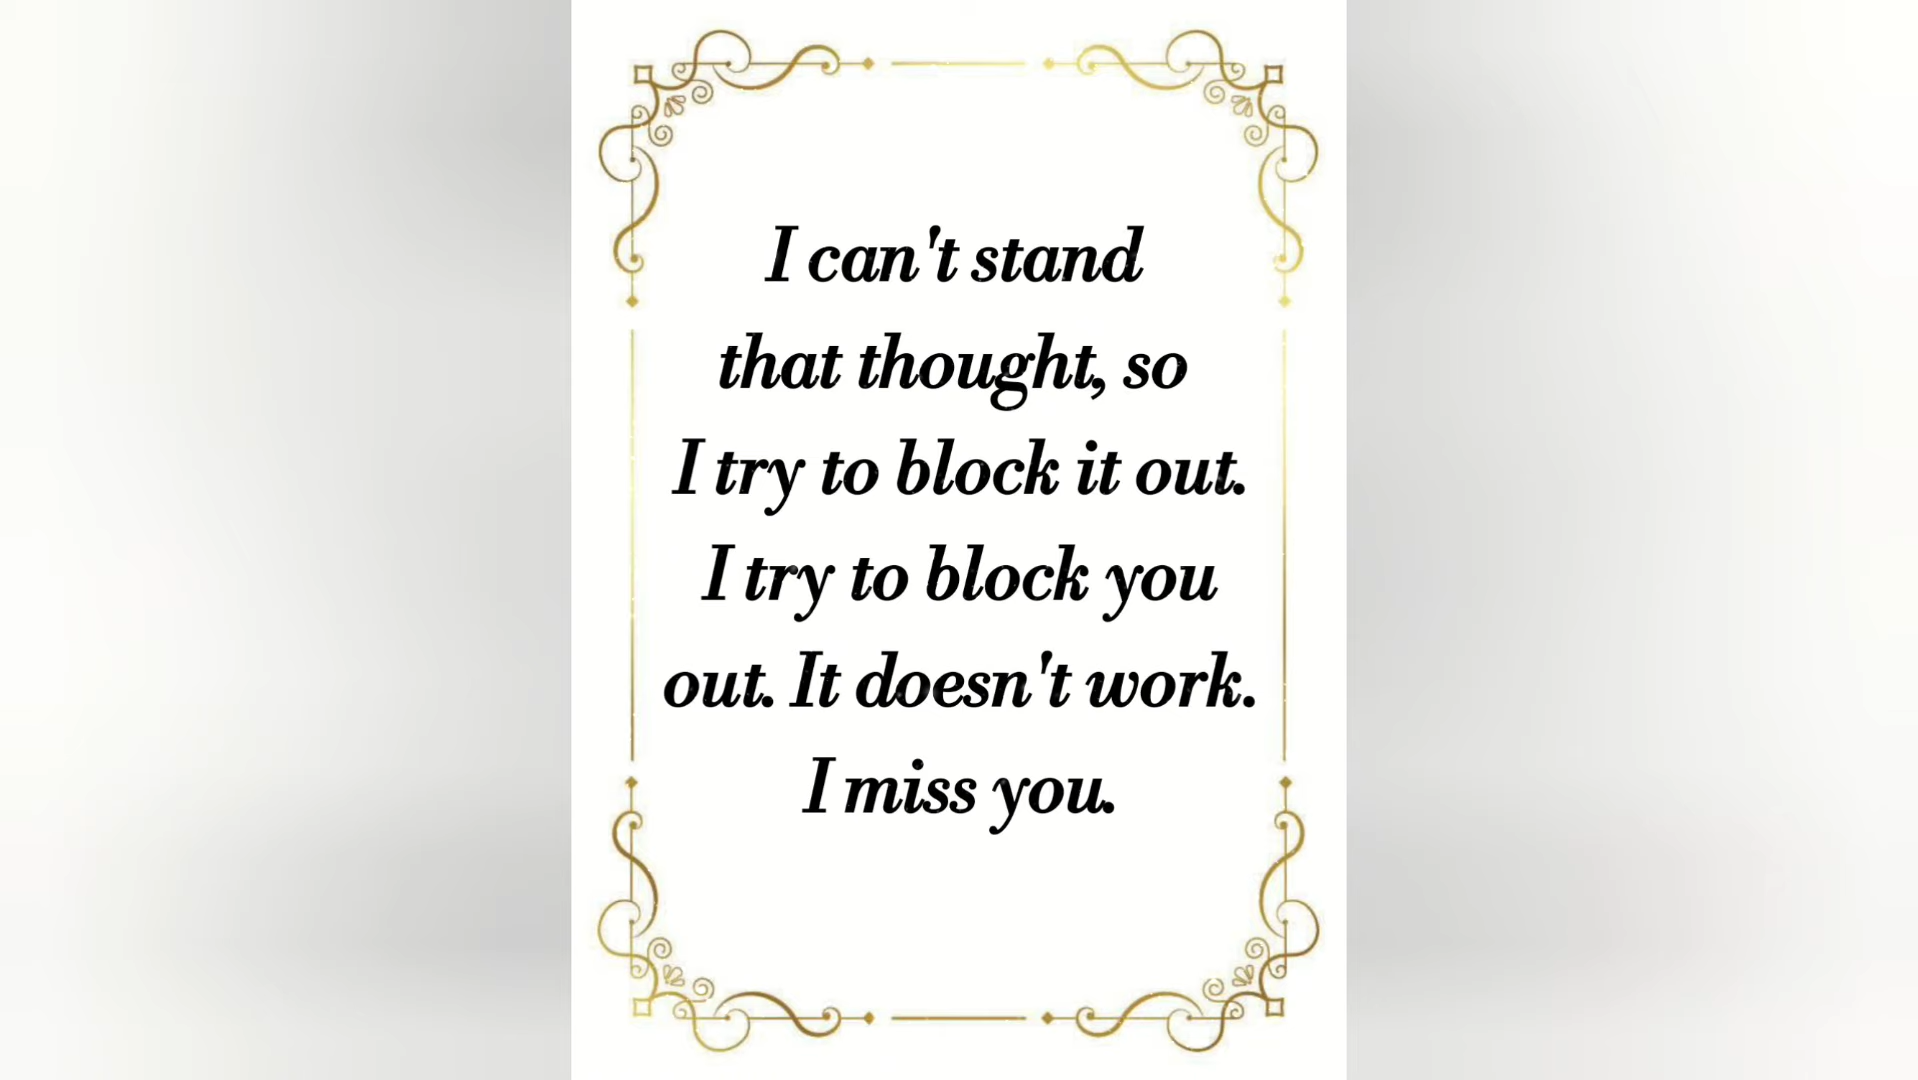 I can't stand
that thought, so
I try to block it out.
I try to block you
out. It doesn't work.
I miss you.